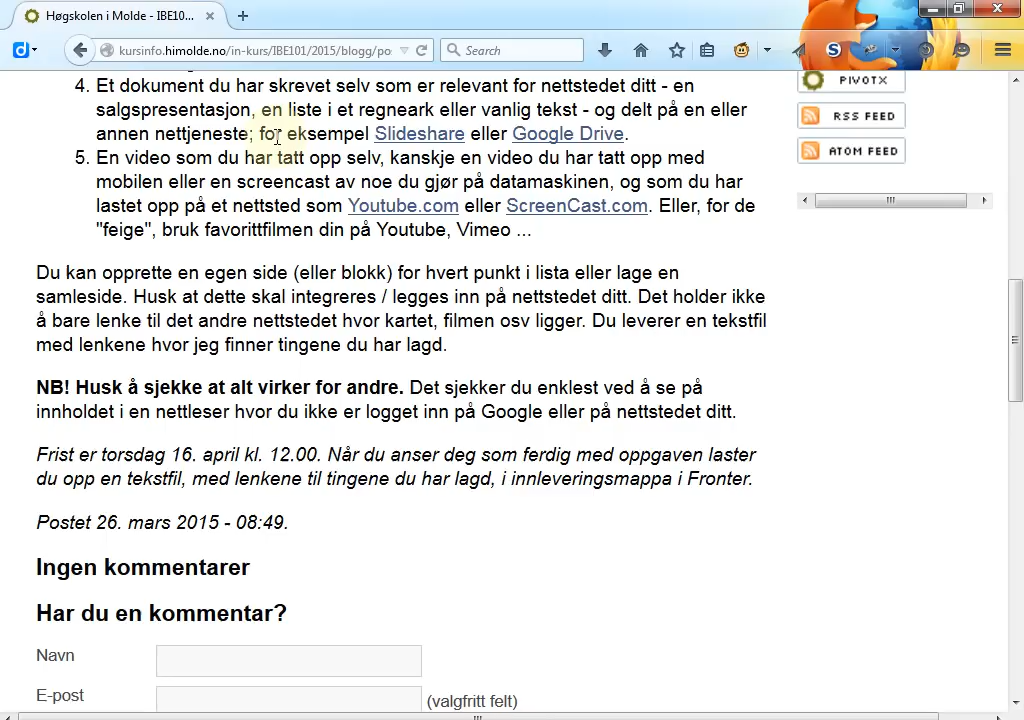 Høgskolen i Molde - IBE10...
kursinfo.himolde.no/in-kurs/IBE101/2015/blogg/po
Search
4. Et dokument du har skrevet selv som er relevant for nettstedet ditt - en
salgspresentasjon, en liste i et regneark eller vanlig tekst - og delt på en eller
annen nettjeneste; for eksempel Slideshare eller Google Drive.
5. En video som du har tatt opp selv, kanskje en video du har tatt opp med
mobilen eller en screencast av noe du gjør på datamaskinen, og som du har
lastet opp på et nettsted som Youtube.com eller ScreenCast.com. Eller, for de
"feige", bruk favorittfilmen din på Youtube, Vimeo ...
PIVOTX
RSS FEED
ATOM FEED
Du kan opprette en egen side (eller blokk) for hvert punkt i lista eller lage en
samleside. Husk at dette skal integreres / legges inn på nettstedet ditt. Det holder ikke
å bare lenke til det andre nettstedet hvor kartet, filmen osv ligger. Du leverer en tekstfil
med lenkene hvor jeg finner tingene du har lagd.
NB! Husk å sjekke at alt virker for andre. Det sjekker du enklest ved å se på
innholdet i en nettleser hvor du ikke er logget inn på Google eller på nettstedet ditt.
Frist er torsdag 16. april kl. 12.00. Når du anser deg som ferdig med oppgaven laster
du opp en tekstfil, med lenkene til tingene du har lagd, i innleveringsmappa i Fronter.
Postet 26. mars 2015 - 08:49.
Ingen kommentarer
Har du en kommentar?
Navn
E-post
(valgfritt felt)